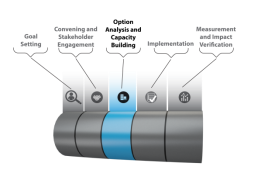 Goal
Setting
Convening and
Stakeholder
Engagement
Option
Analysis and
Capacity
Building
Implementation
Measurement
and Impact
Verification